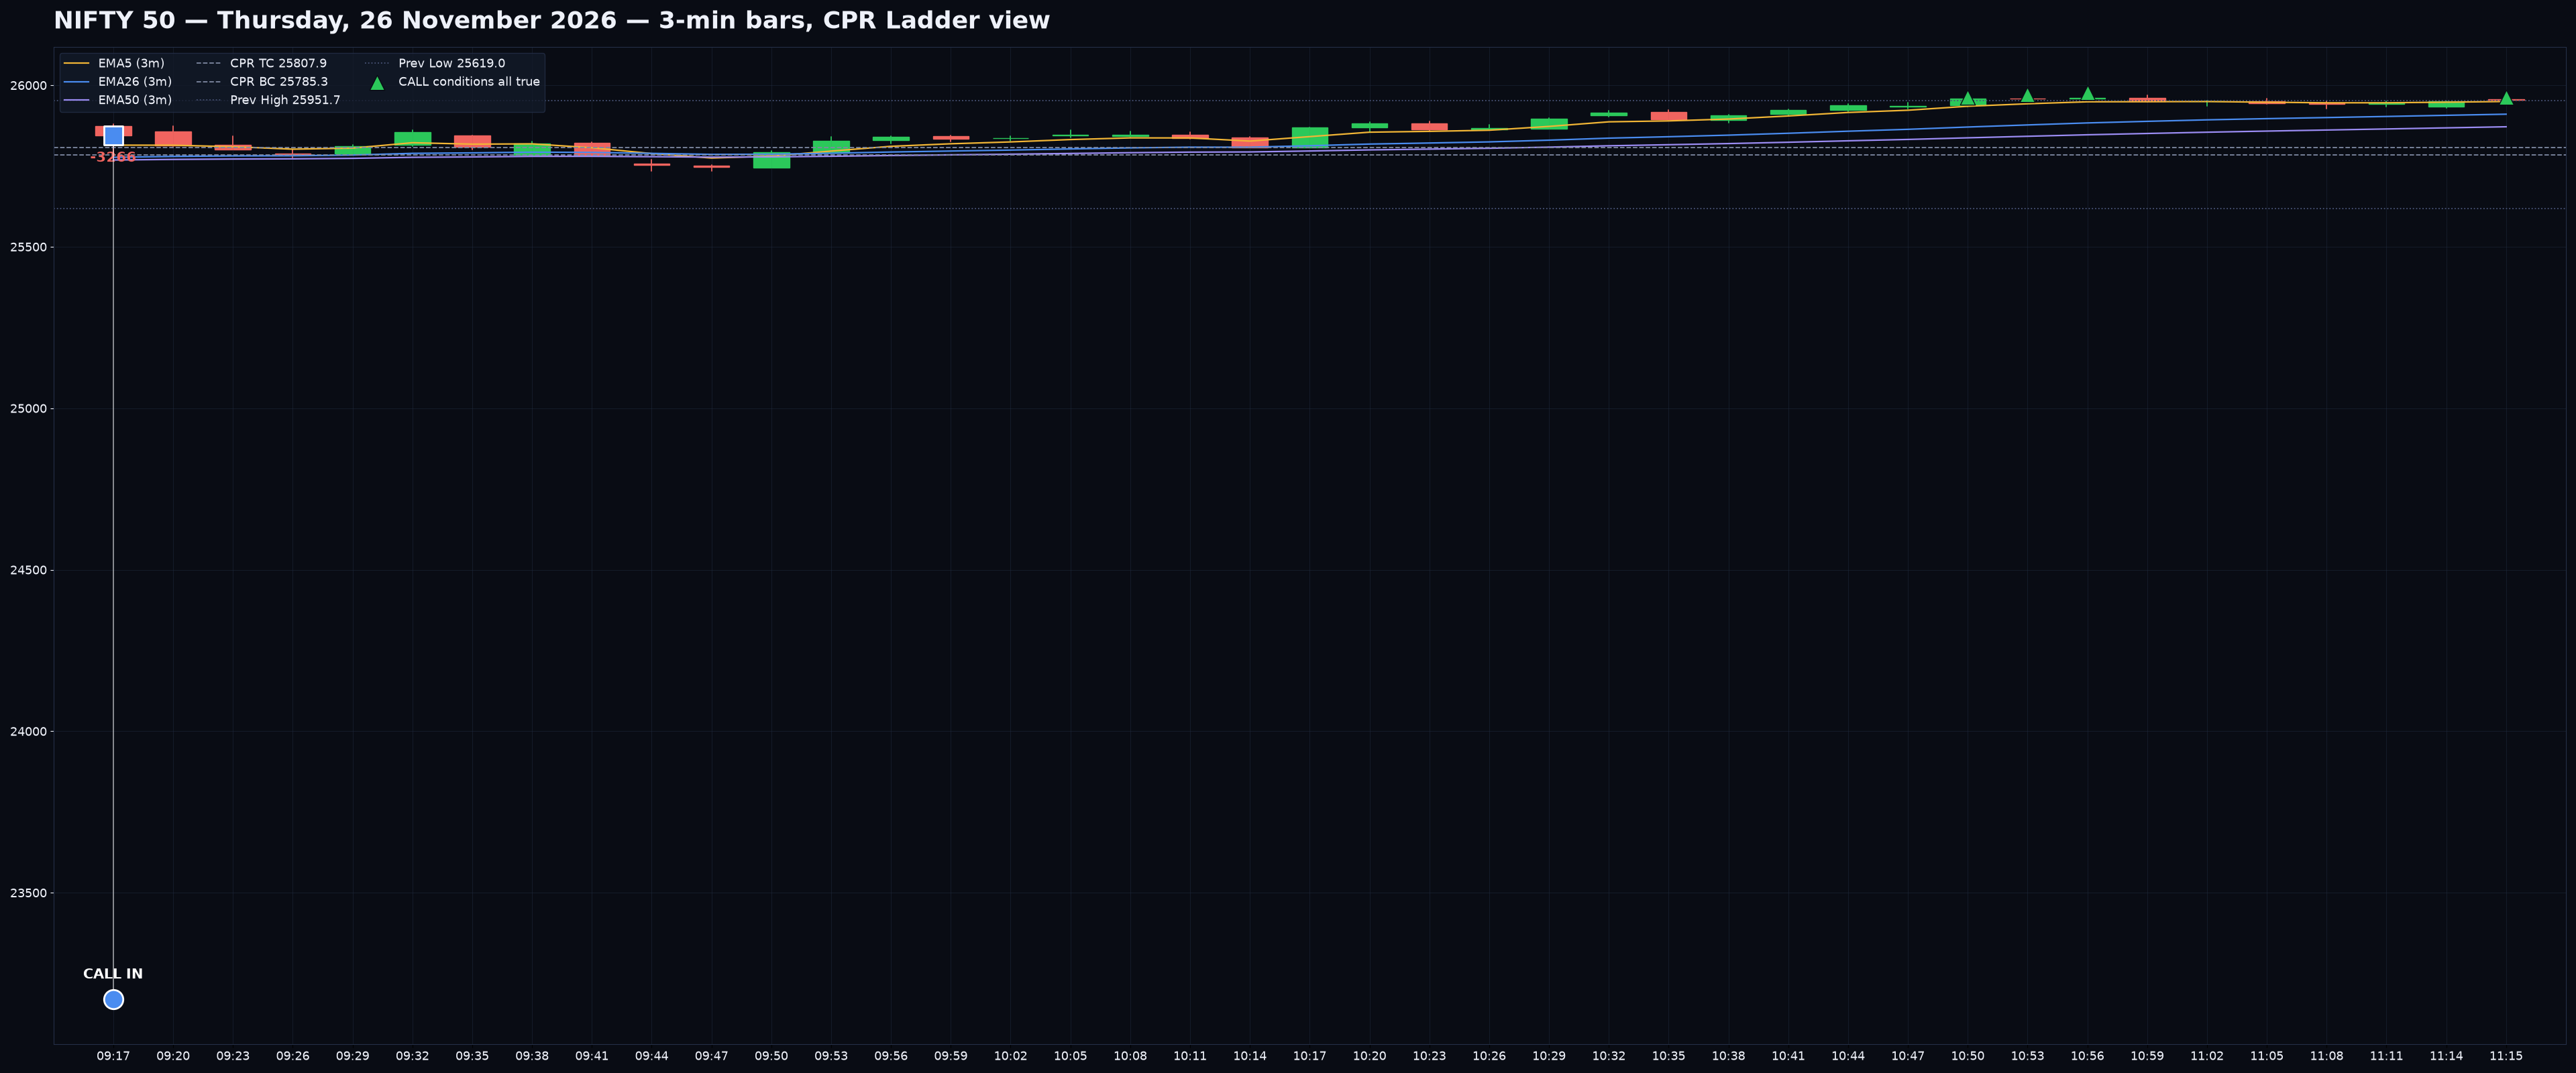 NIFTY 50 — Thursday, 26 November 2026 — 3-min bars, CPR Ladder view
EMA5 (3m)
EMA26 (3m)
EMA50 (3m)
CPR TC 25807.9
CPR BC 25785.3
Prev High 25951.7
Prev Low 25619.0
CALL conditions all true
26000
25500
25000
24500
24000
23500
-3266
CALL IN
09:17 09:20 09:23 09:26 09:29 09:32 09:35 09:38 09:41 09:44 09:47 09:50 09:53 09:56 09:59 10:02 10:05 10:08 10:11 10:14 10:17 10:20 10:23 10:26 10:29 10:32 10:35 10:38 10:41 10:44 10:47 10:50 10:53 10:56 10:59 11:02 11:05 11:08 11:11 11:14 11:15